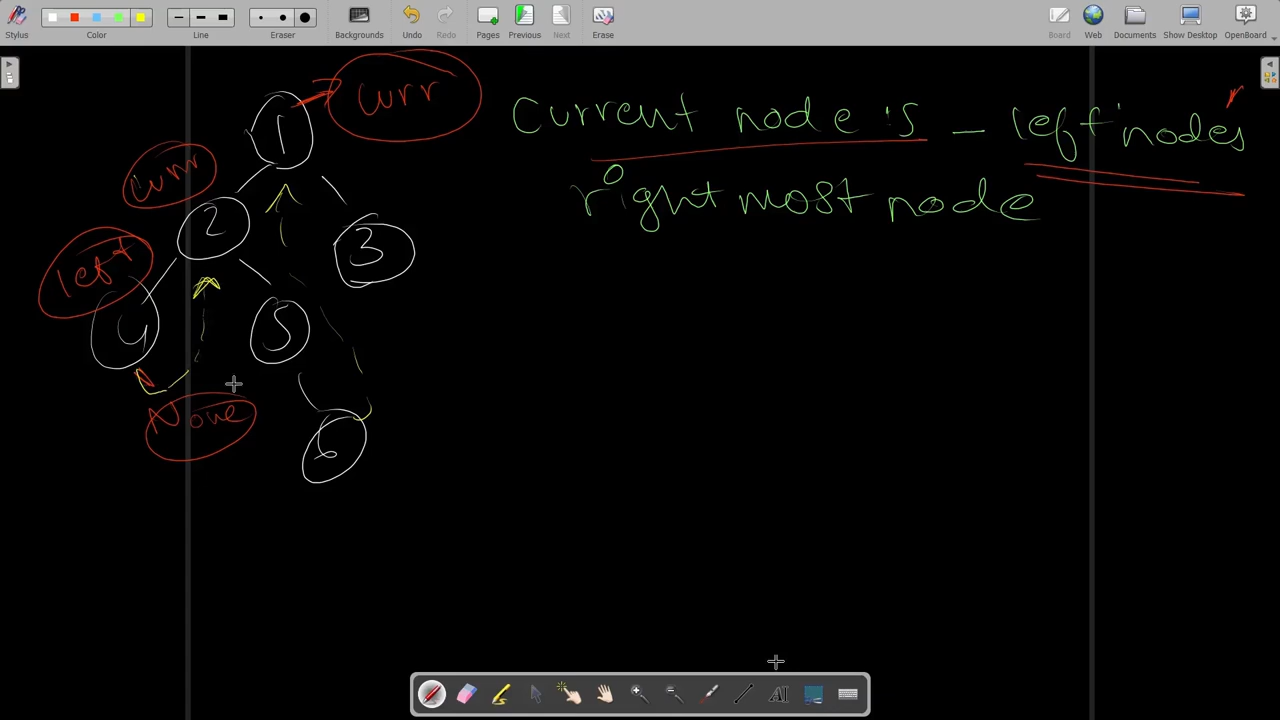 Stylus
Color
Line
Eraser
Backgrounds
Undo
Redo
Pages
Previous
Next
Erase
Board
Web
Documents
Show Desktop
OpenBoard
curr
1
Current node is - left nodes
right most node
curr
2
3
left
4
5
None
6
AI